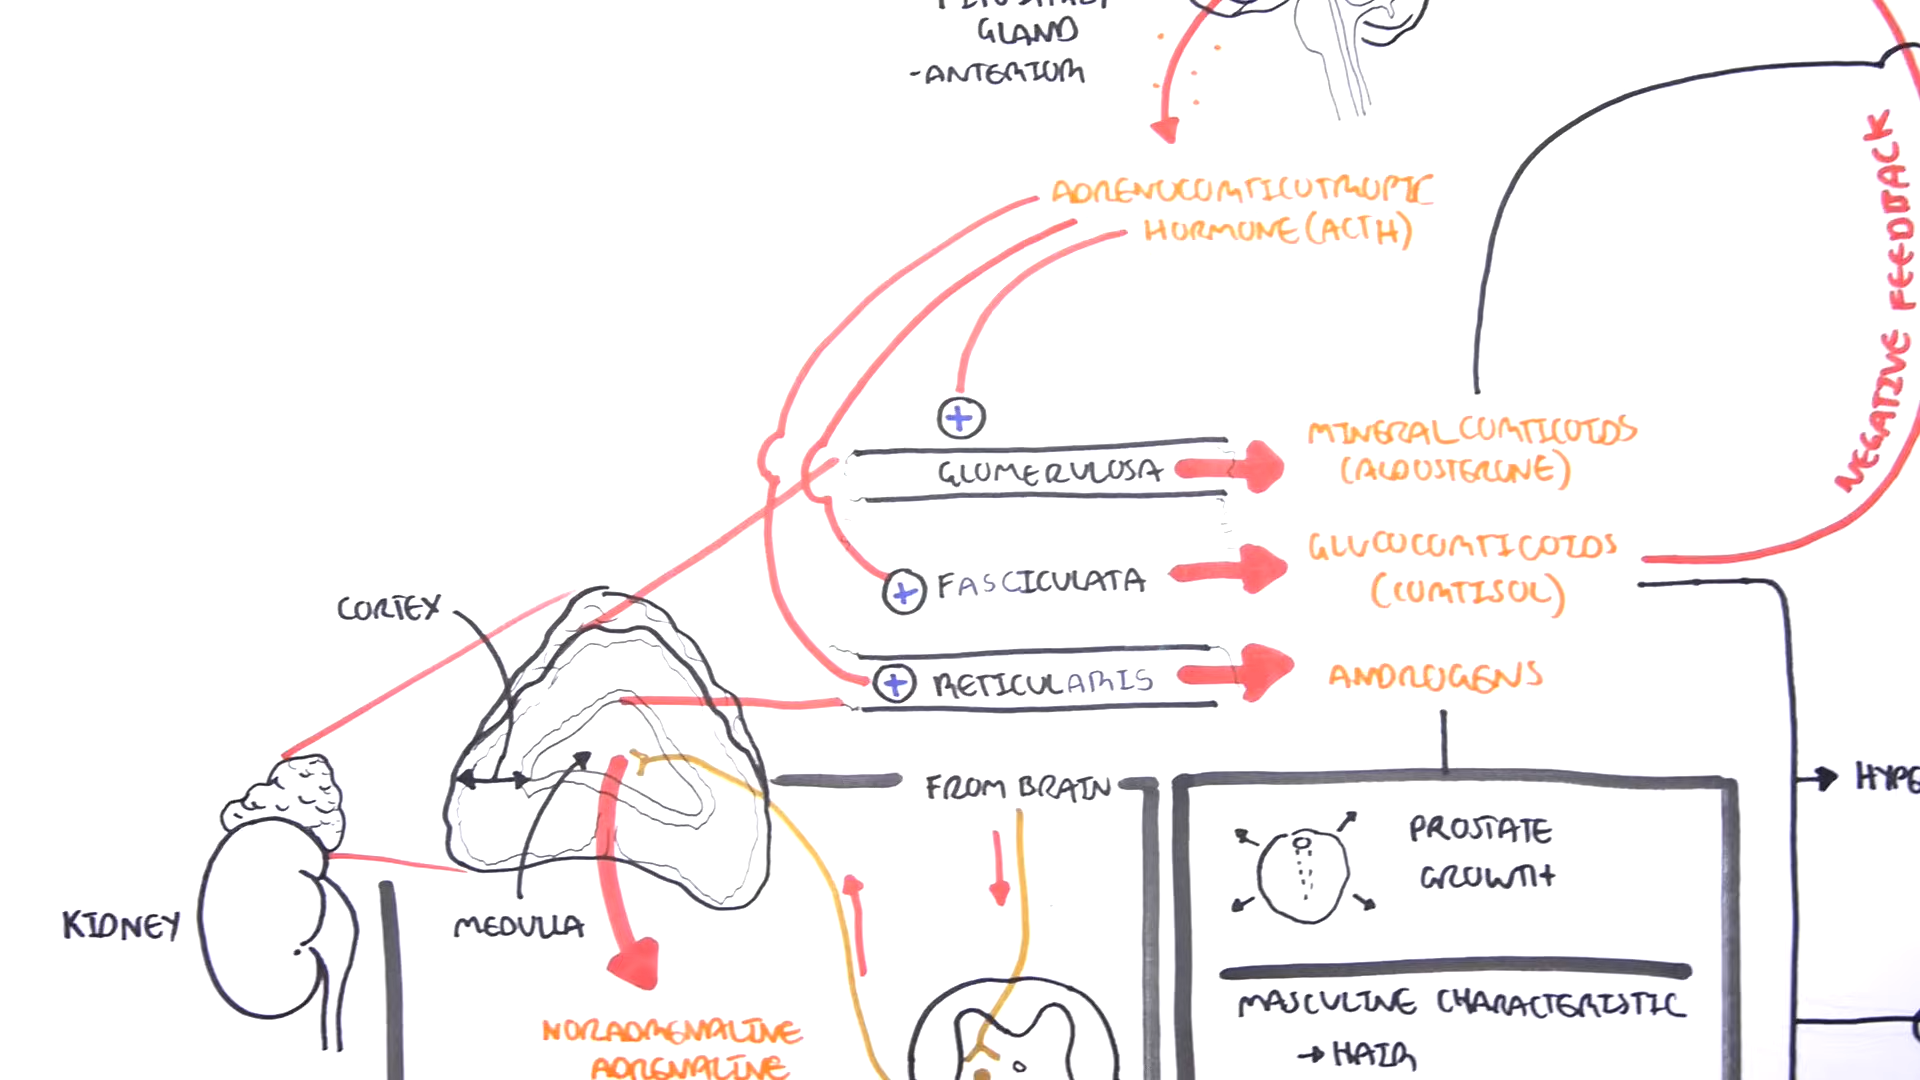 GLAND
-ANTERIOR
ADRENOCORTICOTROPIC
HORMONE (ACTH)
NEGATIVE FEEDBACK
GLOMERULOSA
MINERALCORTICOIDS
(ALDOSTERONE)
FASCICULATA
GLUCOCORTICOIDS
(CORTISOL)
RETICULARIS
ANDROGENS
CORTEX
MEDULLA
KIDNEY
FROM BRAIN
NORADRENALINE
ADRENALINE
PROSTATE
GROWTH
MASCULINE CHARACTERISTIC
→ HAIR
HYPE